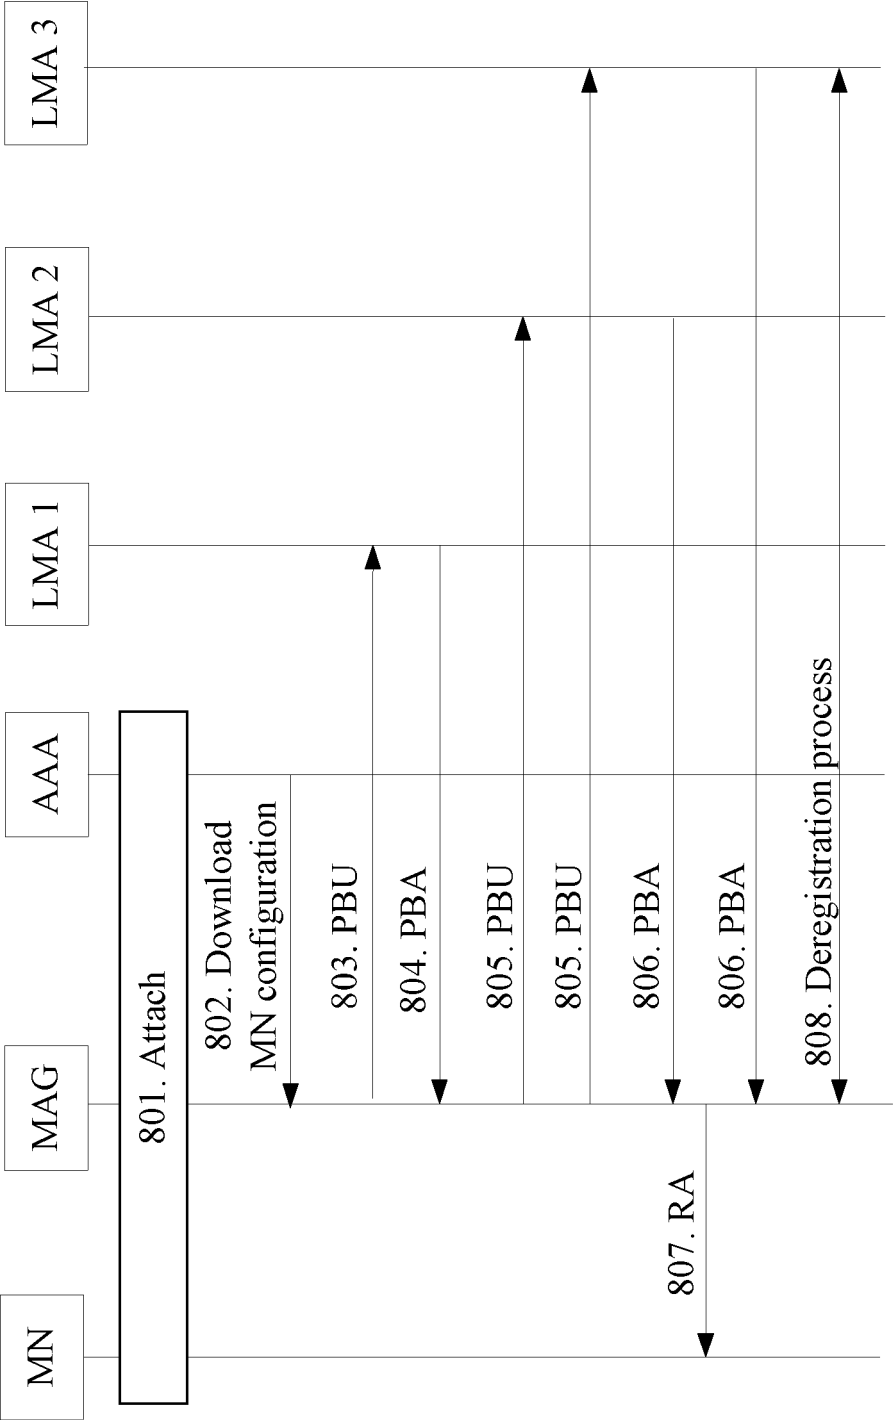 MN
MAG
AAA
LMA 1
LMA 2
LMA 3
801. Attach
802. Download
MN configuration
803. PBU
804. PBA
805. PBU
805. PBU
806. PBA
807. RA
806. PBA
808. Deregistration process